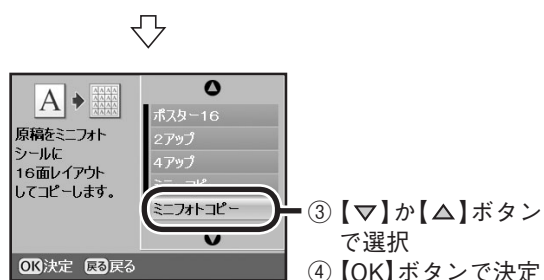 A
原稿をミニフォト
シールに
16面レイアウト
してコピーします。
ポスター16
2アップ
4アップ
ミニフォトコピー
OK決定 戻る戻る
③【▽】か【△】ボタン
で選択
④【OK】ボタンで決定